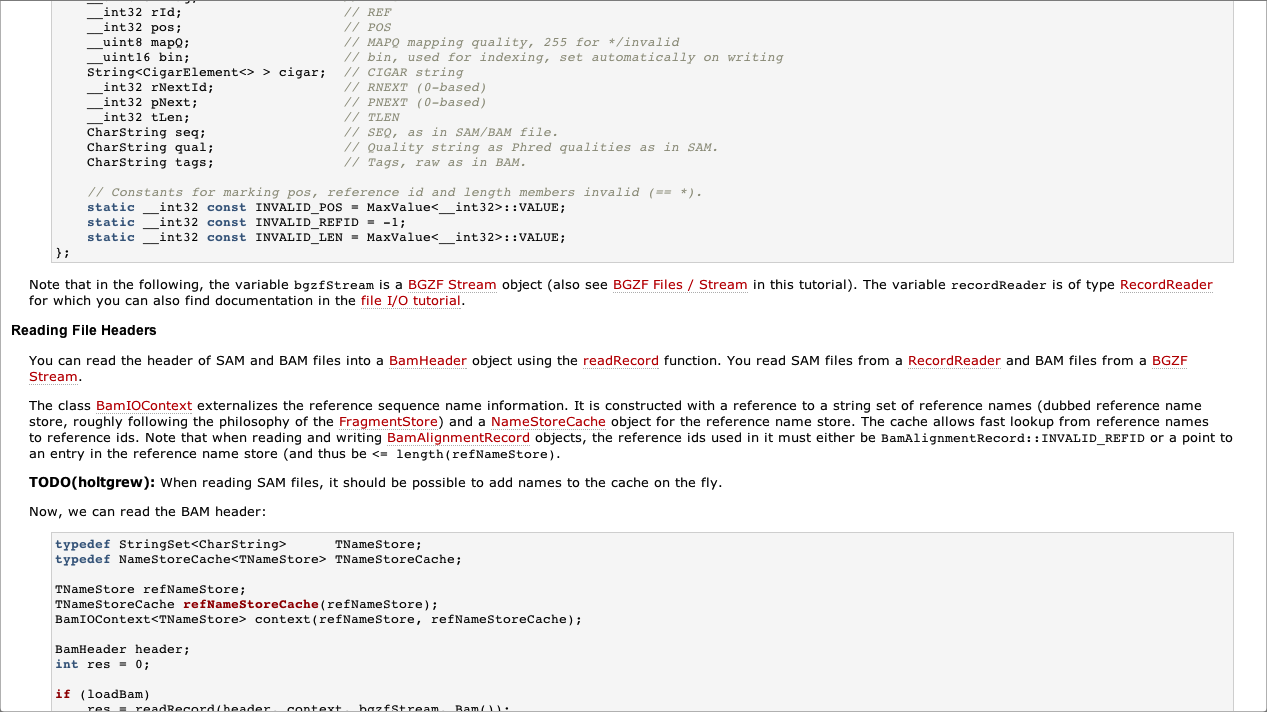 __int32 rId;                    // REF
__int32 pos;                    // POS
__uint8 mapQ;                   // MAPQ mapping quality, 255 for */invalid
__uint16 bin;                   // bin, used for indexing, set automatically on writing
String<CigarElement<> > cigar;  // CIGAR string
__int32 rNextId;                // RNEXT (0-based)
__int32 pNext;                  // PNEXT (0-based)
__int32 tLen;                   // TLEN
CharString seq;                 // SEQ, as in SAM/BAM file.
CharString qual;                // Quality string as Phred qualities as in SAM.
CharString tags;                // Tags, raw as in BAM.
// Constants for marking pos, reference id and length members invalid (== *).
static __int32 const INVALID_POS = MaxValue<__int32>::VALUE;
static __int32 const INVALID_REFID = -1;
static __int32 const INVALID_LEN = MaxValue<__int32>::VALUE;
};
Note that in the following, the variable bgzfStream is a BGZF Stream object (also see BGZF Files / Stream in this tutorial). The variable recordReader is of type RecordReader
for which you can also find documentation in the file I/O tutorial.
Reading File Headers
You can read the header of SAM and BAM files into a BamHeader object using the readRecord function. You read SAM files from a RecordReader and BAM files from a BGZF
Stream.
The class BamIOContext externalizes the reference sequence name information. It is constructed with a reference to a string set of reference names (dubbed reference name
store, roughly following the philosophy of the FragmentStore) and a NameStoreCache object for the reference name store. The cache allows fast lookup from reference names
to reference ids. Note that when reading and writing BamAlignmentRecord objects, the reference ids used in it must either be BamAlignmentRecord::INVALID_REFID or a point to
an entry in the reference name store (and thus be <= length(refNameStore).
TODO(holtgrew): When reading SAM files, it should be possible to add names to the cache on the fly.
Now, we can read the BAM header:
typedef StringSet<CharString>      TNameStore;
typedef NameStoreCache<TNameStore> TNameStoreCache;
TNameStore refNameStore;
TNameStoreCache refNameStoreCache(refNameStore);
BamIOContext<TNameStore> context(refNameStore, refNameStoreCache);
BamHeader header;
int res = 0;
if (loadBam)
res = readRecord(header, context, bgzfStream, Bam());